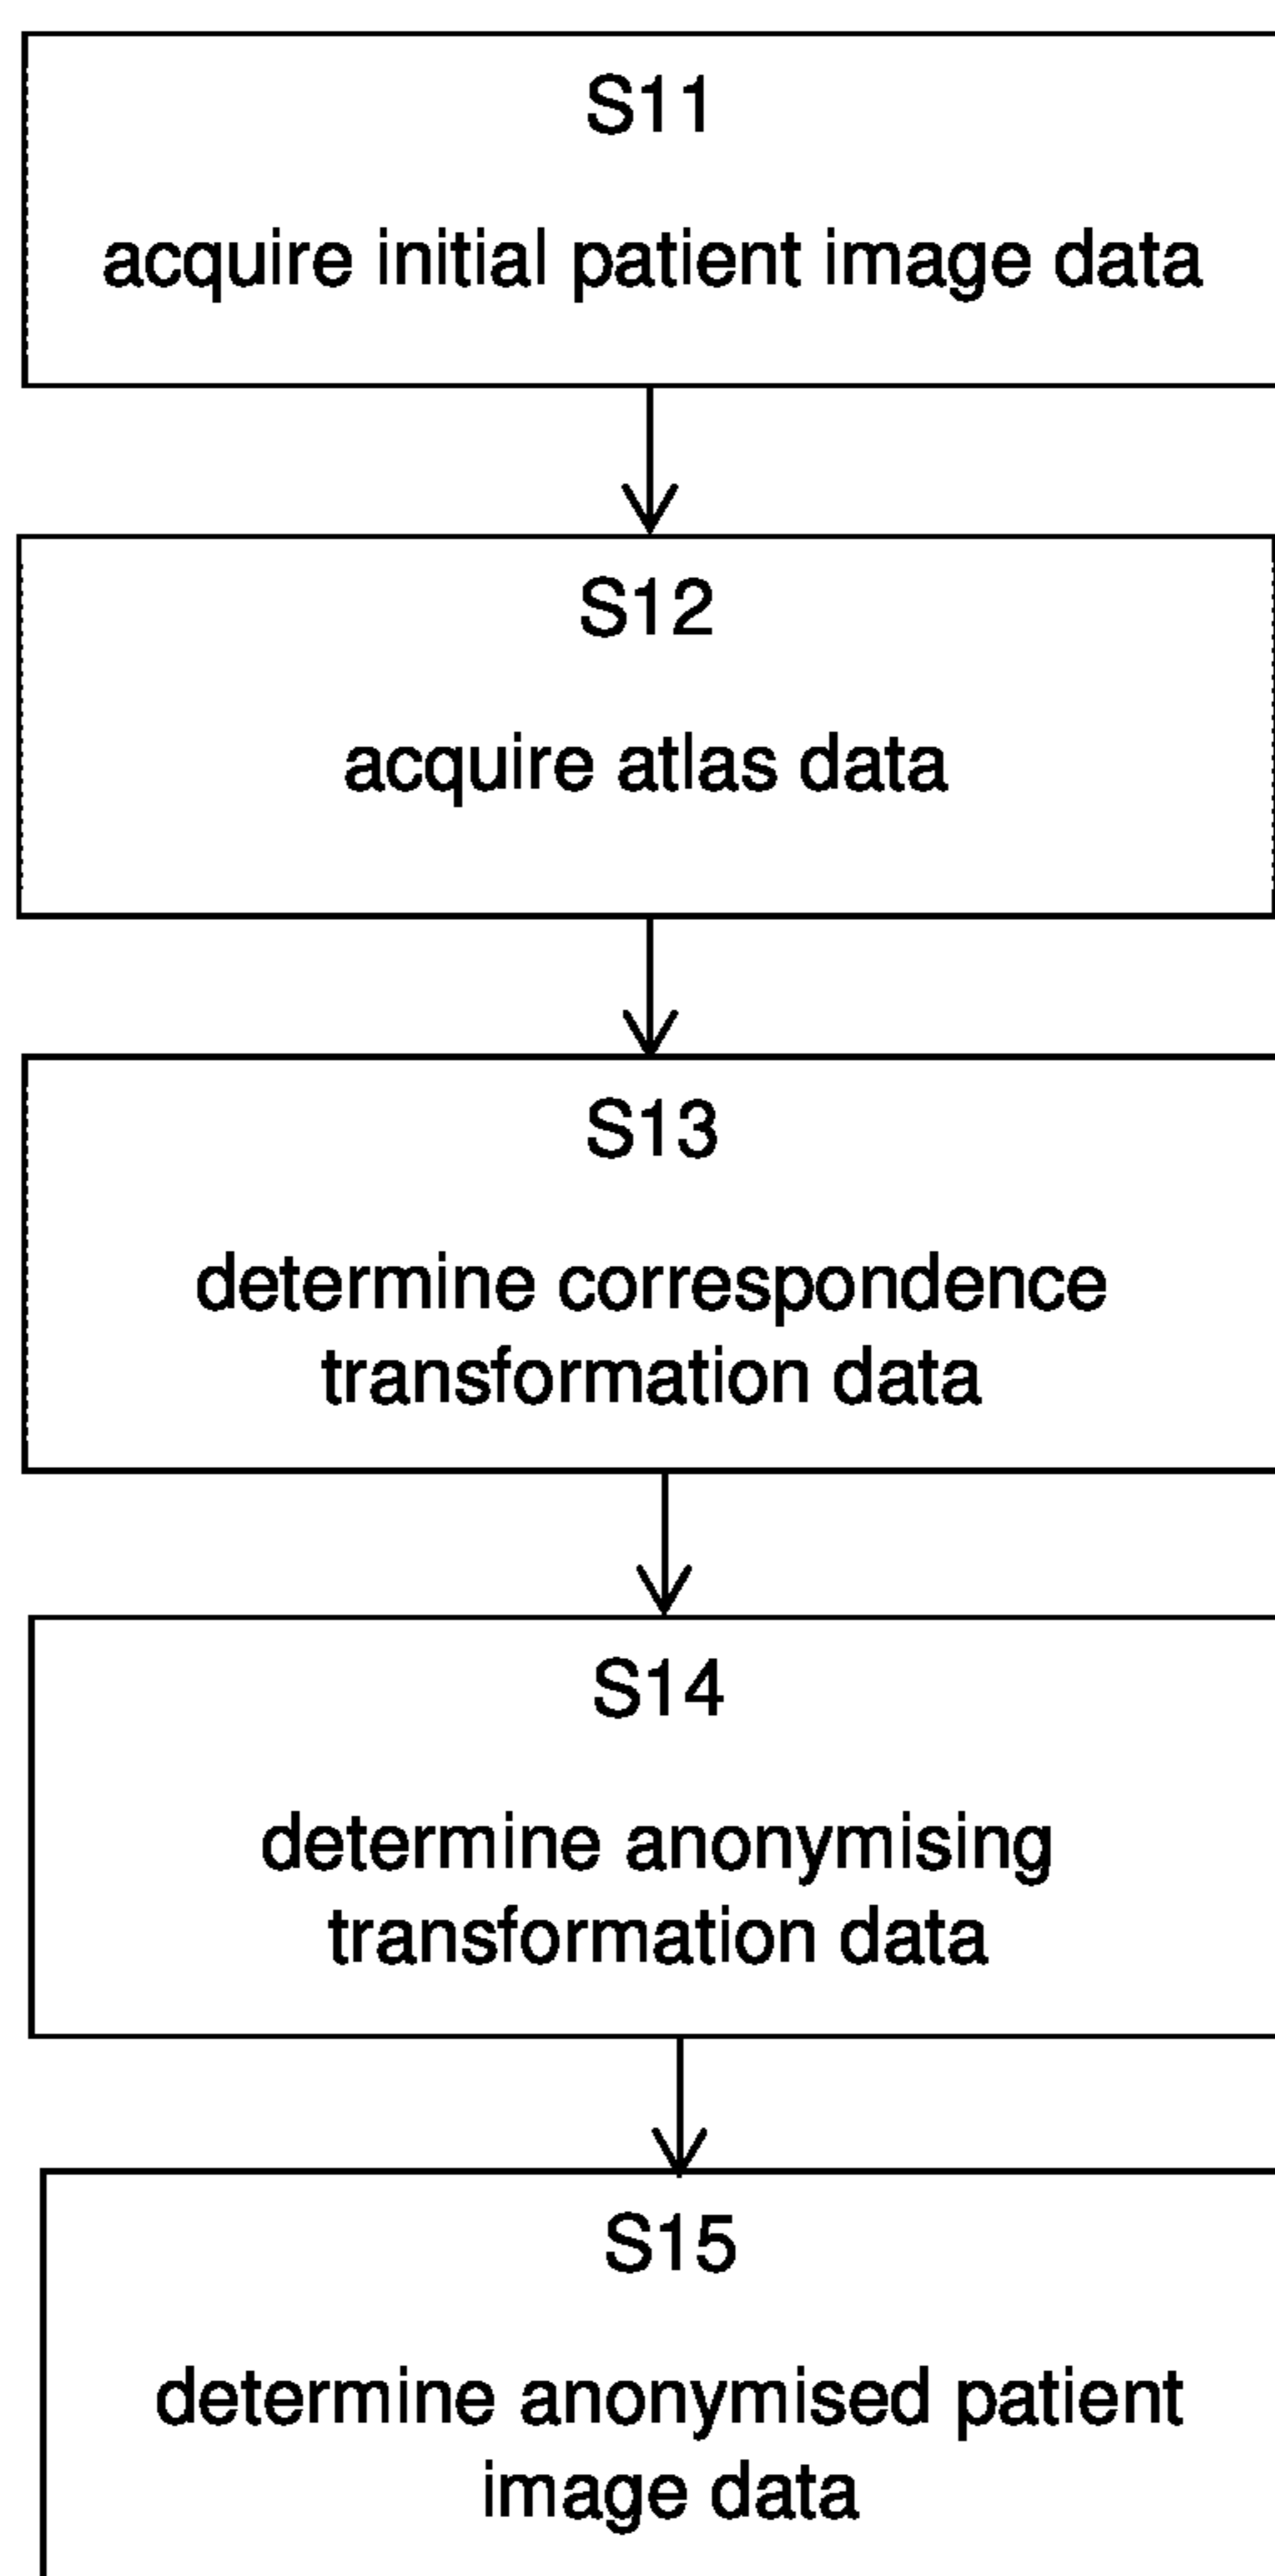 S11
acquire initial patient image data
S12
acquire atlas data
S13
determine correspondence
transformation data
S14
determine anonymising
transformation data
S15
determine anonymised patient
image data